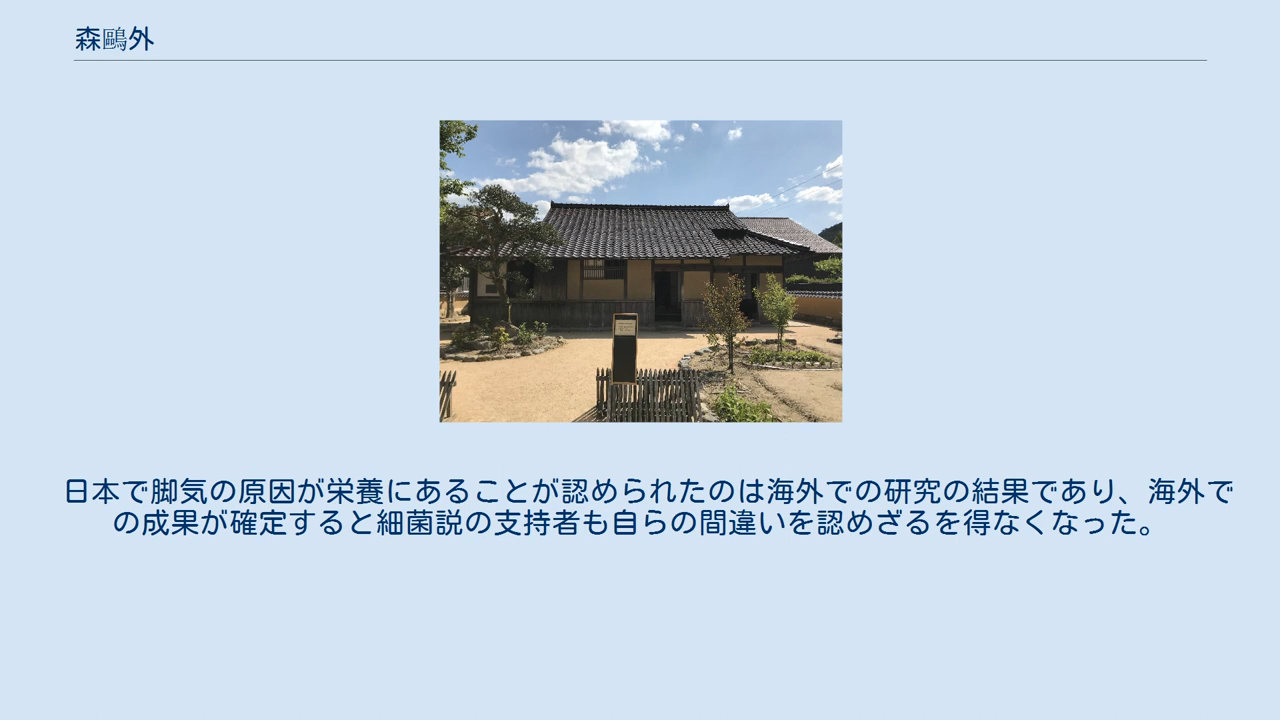 森鷗外
日本で脚気の原因が栄養にあることが認められたのは海外での研究の結果であり、海外で
の成果が確定すると細菌説の支持者も自らの間違いを認めざるを得なくなった。